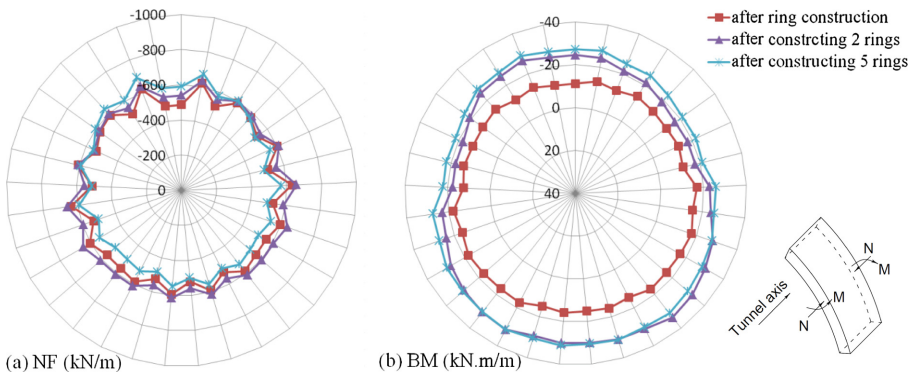 -1000
-800
-600
-400
-200
0
(a) NF (kN/m)
-40
-20
0
20
40
(b) BM (kN.m/m)
after ring construction
after constrcting 2 rings
after constructing 5 rings
Tunnel axis
N
M
N
M